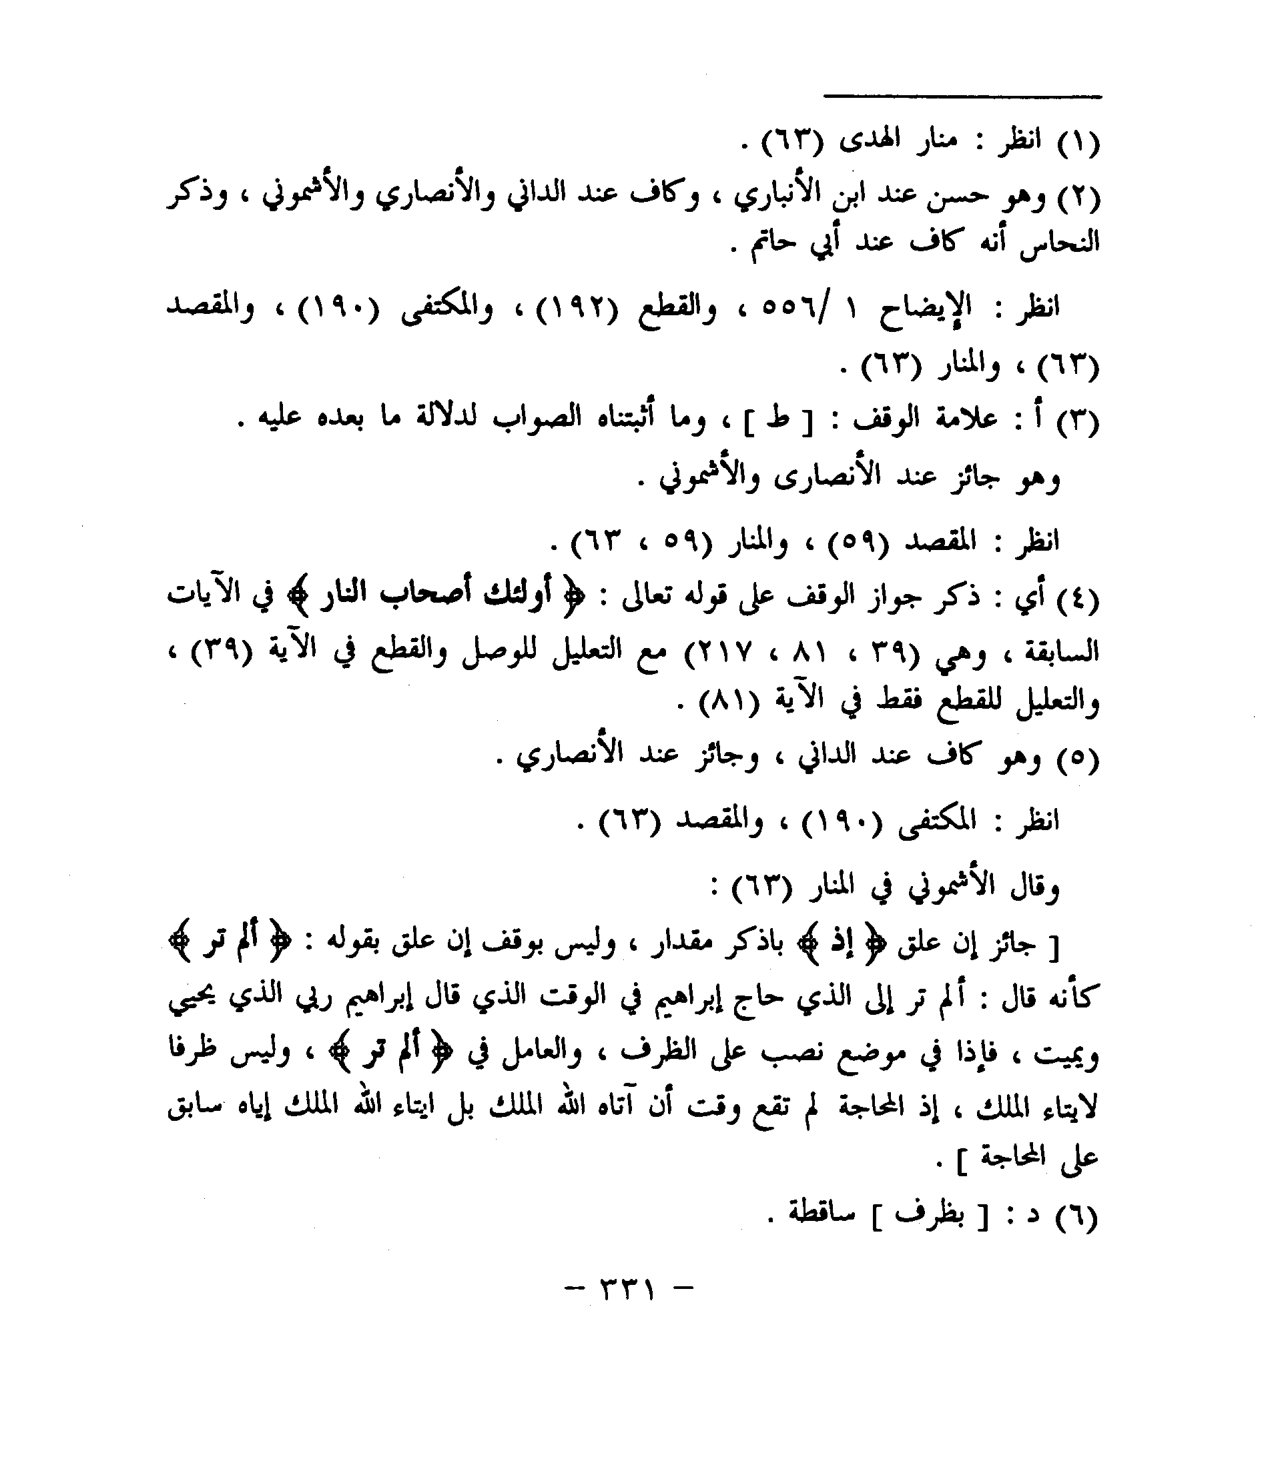 (١) انظر : منار الهدى (٦٣) .
(٢) وهو حسن عند ابن الأنباري ، وكاف عند الداني والأنصاري والأشموني ، وذكر
النحاس أنه كاف عند أبي حاتم .
انظر : الإيضاح ١ /٥٥٦ ، والقطع (١٩٢) ، والمكتفى (١٩٠) ، والمقصد
(٦٣) ، والمنار (٦٣) .
(٣) أ : علامة الوقف : [ ط ] ، وما أثبتناه الصواب لدلالة ما بعده عليه .
وهو جائز عند الأنصارى والأشموني .
انظر : المقصد (٥٩) ، والمنار (٥٩ ، ٦٣) .
(٤) أي : ذكر جواز الوقف على قوله تعالى : ﴿ أولئك أصحاب النار ﴾ في الآيات
السابقة ، وهي (٣٩ ، ٨١ ، ٢١٧) مع التعليل للوصل والقطع في الآية (٣٩) ،
والتعليل للقطع فقط في الآية (٨١) .
(٥) وهو كاف عند الداني ، وجائز عند الأنصاري .
انظر : المكتفى (١٩٠) ، والمقصد (٦٣) .
وقال الأشموني في المنار (٦٣) :
[ جائز إن علق ﴿ إذ ﴾ باذكر مقدار ، وليس بوقف إن علق بقوله : ﴿ ألم تر ﴾
كأنه قال : ألم تر إلى الذي حاج إبراهيم في الوقت الذي قال إبراهيم ربي الذي يحيي
ويميت ، فإذا في موضع نصب على الظرف ، والعامل في ﴿ ألم تر ﴾ ، وليس ظرفا
لايتاء الملك ، إذ المحاجة لم تقع وقت أن آتاه الله الملك بل ايتاء الله الملك إياه سابق
على المحاجة ] .
(٦) د : [ بظرف ] ساقطة .
– ٣٣١ –